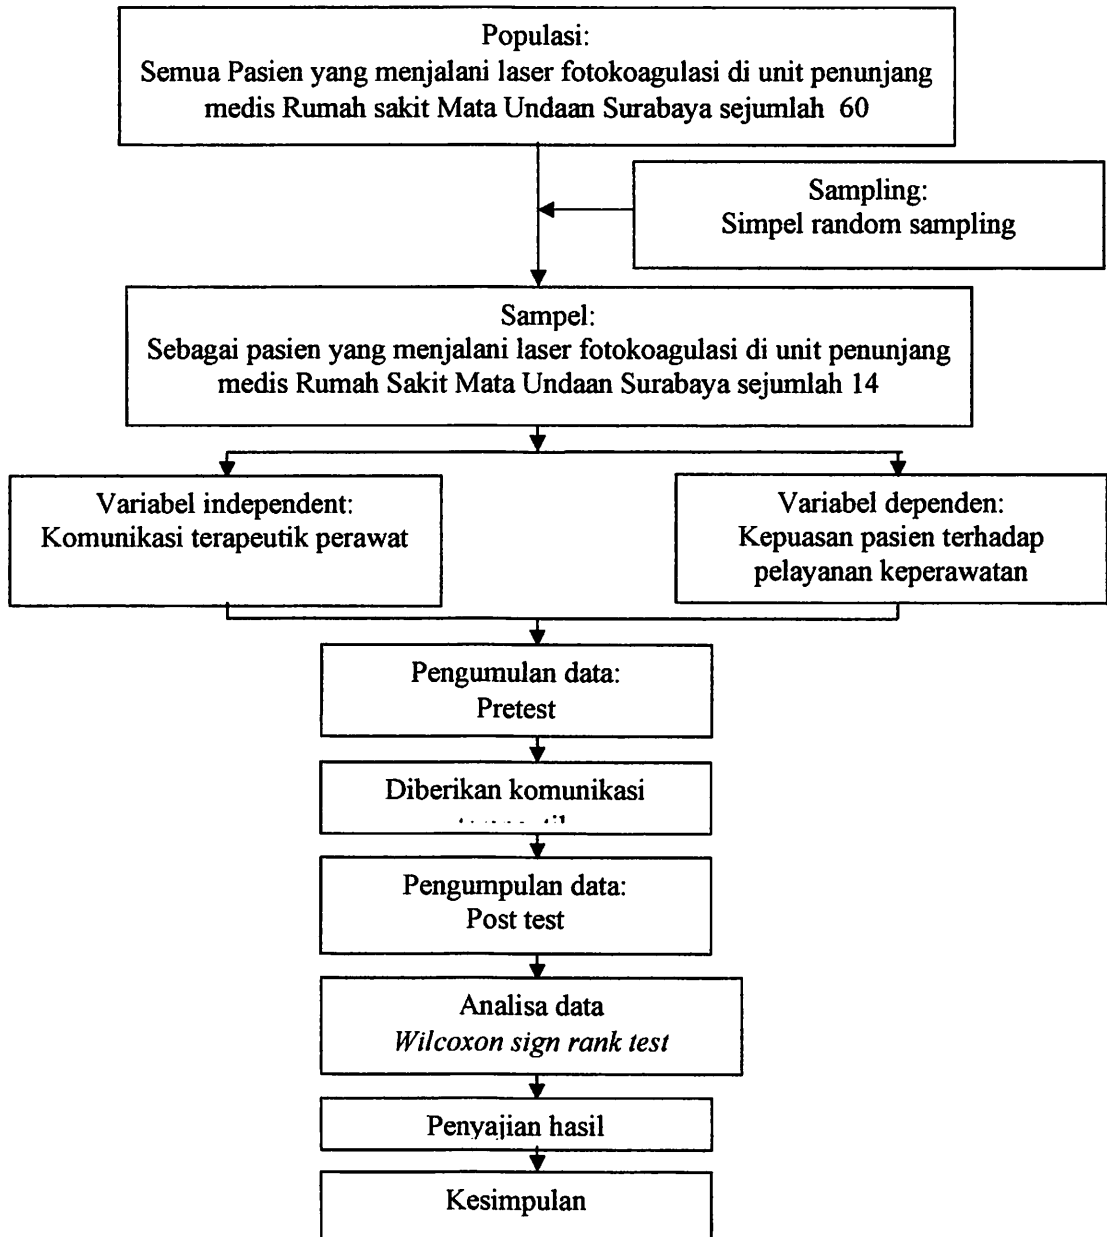 Populasi:
Semua Pasien yang menjalani laser fotokoagulasi di unit penunjang
medis Rumah sakit Mata Undaan Surabaya sejumlah 60
Sampling:
Simpel random sampling
Sampel:
Sebagai pasien yang menjalani laser fotokoagulasi di unit penunjang
medis Rumah Sakit Mata Undaan Surabaya sejumlah 14
Variabel independent:
Komunikasi terapeutik perawat
Variabel dependen:
Kepuasan pasien terhadap
pelayanan keperawatan
Pengumulan data:
Pretest
Diberikan komunikasi
Pengumpulan data:
Post test
Analisa data
Wilcoxon sign rank test
Penyajian hasil
Kesimpulan